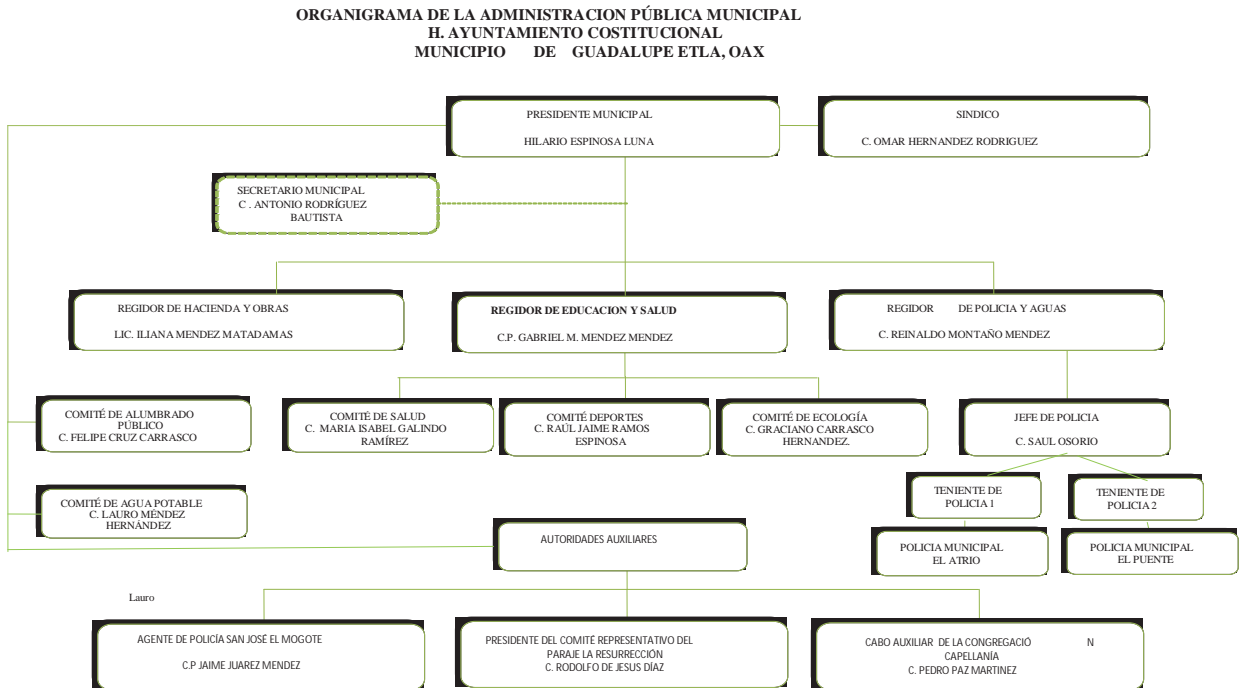 ORGANIGRAMA DE LA ADMINISTRACION PÚBLICA MUNICIPAL
H. AYUNTAMIENTO COSTITUCIONAL
MUNICIPIO DE GUADALUPE ETLA, OAX
PRESIDENTE MUNICIPAL
HILARIO ESPINOSA LUNA
SINDICO
C. OMAR HERNANDEZ RODRIGUEZ
SECRETARIO MUNICIPAL
C . ANTONIO RODRÍGUEZ
BAUTISTA
REGIDOR DE HACIENDA Y OBRAS
LIC. ILIANA MENDEZ MATADAMAS
REGIDOR DE EDUCACION Y SALUD
C.P. GABRIEL M. MENDEZ MENDEZ
REGIDOR DE POLICIA Y AGUAS
C. REINALDO MONTAÑO MENDEZ
COMITÉ DE ALUMBRADO
PÚBLICO
C. FELIPE CRUZ CARRASCO
COMITÉ DE SALUD
C. MARIA ISABEL GALINDO
RAMÍREZ
COMITÉ DEPORTES
C. RAÚL JAIME RAMOS
ESPINOSA
COMITÉ DE ECOLOGÍA
C. GRACIANO CARRASCO
HERNANDEZ.
JEFE DE POLICIA
C. SAUL OSORIO
COMITÉ DE AGUA POTABLE
C. LAURO MÉNDEZ
HERNÁNDEZ
TENIENTE DE
POLICIA 1
TENIENTE DE
POLICIA 2
AUTORIDADES AUXILIARES
POLICIA MUNICIPAL
EL ATRIO
POLICIA MUNICIPAL
EL PUENTE
Lauro
AGENTE DE POLICÍA SAN JOSÉ EL MOGOTE
C.P JAIME JUAREZ MENDEZ
PRESIDENTE DEL COMITÉ REPRESENTATIVO DEL
PARAJE LA RESURRECCIÓN
C. RODOLFO DE JESUS DÍAZ
CABO AUXILIAR DE LA CONGREGACIÓ N
CAPELLANÍA
C. PEDRO PAZ MARTINEZ